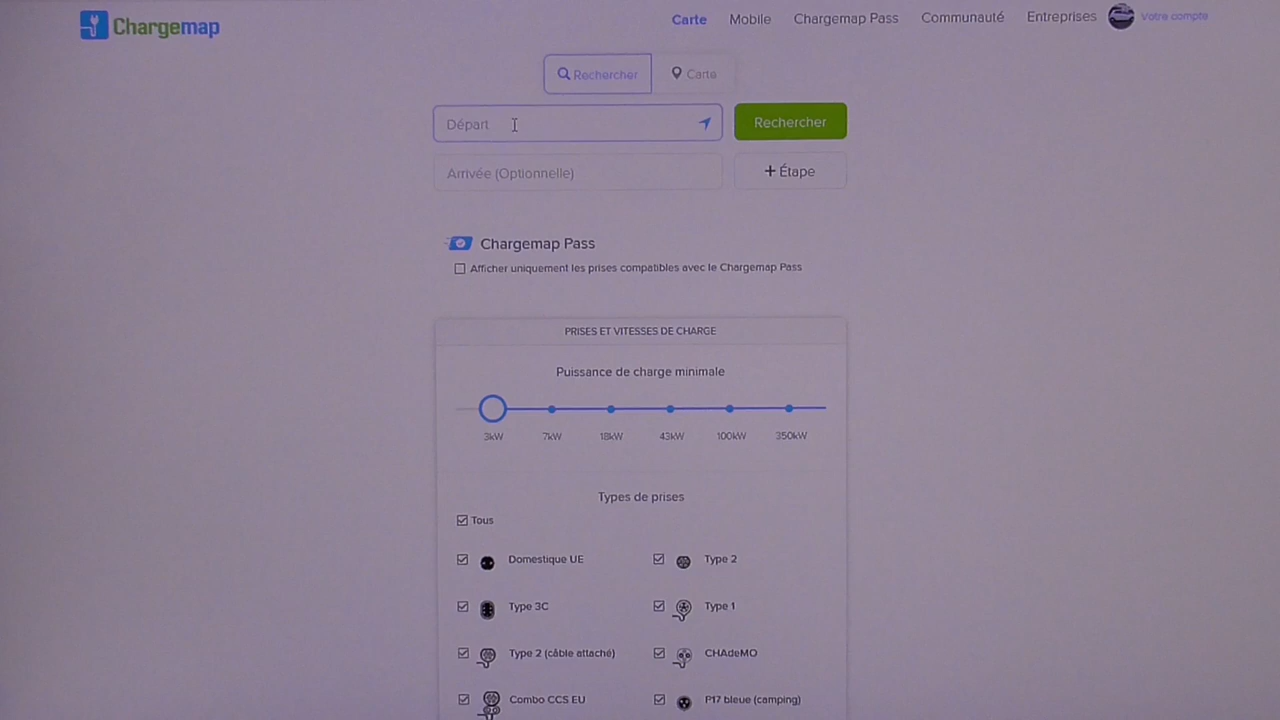 Chargemap
Carte Mobile Chargemap Pass Communauté Entreprises Votre compte
Rechercher Carte
Départ Rechercher
Arrivée (Optionnelle) + Étape
Chargemap Pass
Afficher uniquement les prises compatibles avec le Chargemap Pass
PRISES ET VITESSES DE CHARGE
Puissance de charge minimale
3kW 7kW 18kW 43kW 100kW 350kW
Types de prises
Tous
Domestique UE Type 2
Type 3C Type 1
Type 2 (câble attaché) CHAdeMO
Combo CCS EU P17 bleue (camping)